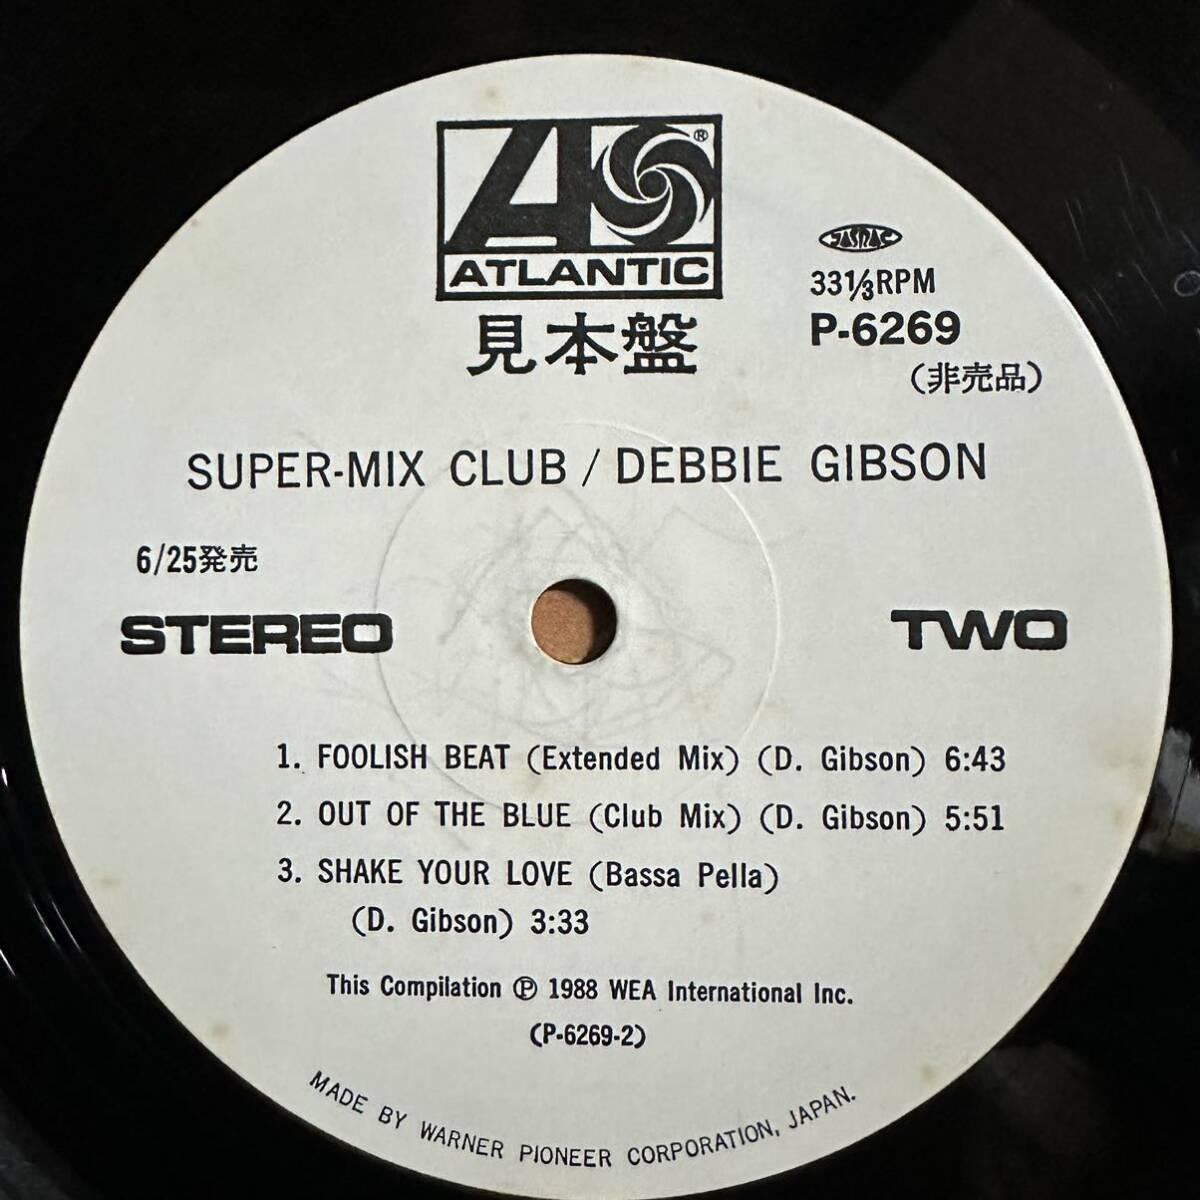 ATLANTIC ®
見本盤
JASRAC
33⅓RPM
P-6269
(非売品)
SUPER-MIX CLUB / DEBBIE GIBSON
6/25発売
STEREO
TWO
1. FOOLISH BEAT (Extended Mix) (D. Gibson) 6:43
2. OUT OF THE BLUE (Club Mix) (D. Gibson) 5:51
3. SHAKE YOUR LOVE (Bassa Pella)
(D. Gibson) 3:33
This Compilation ℗ 1988 WEA International Inc.
(P-6269-2)
MADE BY WARNER PIONEER CORPORATION, JAPAN.